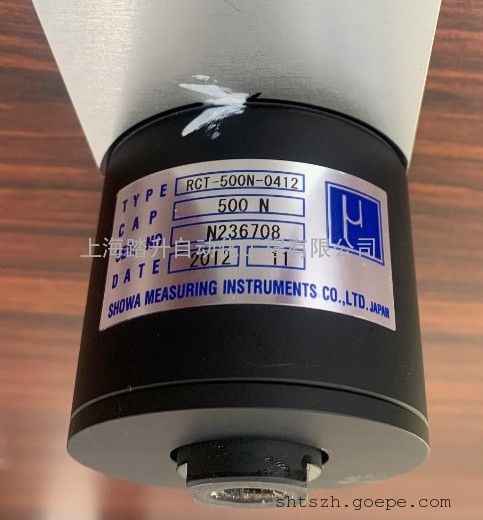 TYPE RCT-500N-0412
CAP 500 N
NO N236708
DATE 2012 11
μ
SHOWA MEASURING INSTRUMENTS CO.,LTD. JAPAN
shtszh.goepe.com